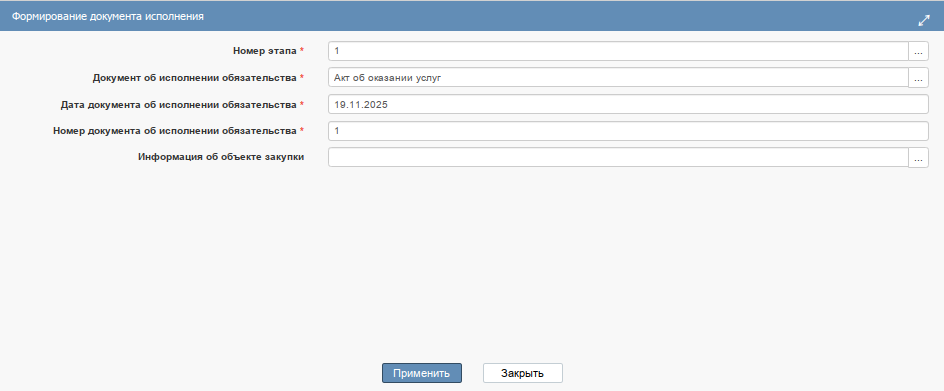 Формирование документа исполнения
Номер этапа * 1 ...
Документ об исполнении обязательства * Акт об оказании услуг ...
Дата документа об исполнении обязательства * 19.11.2025
Номер документа об исполнении обязательства * 1
Информация об объекте закупки ...
Применить Закрыть